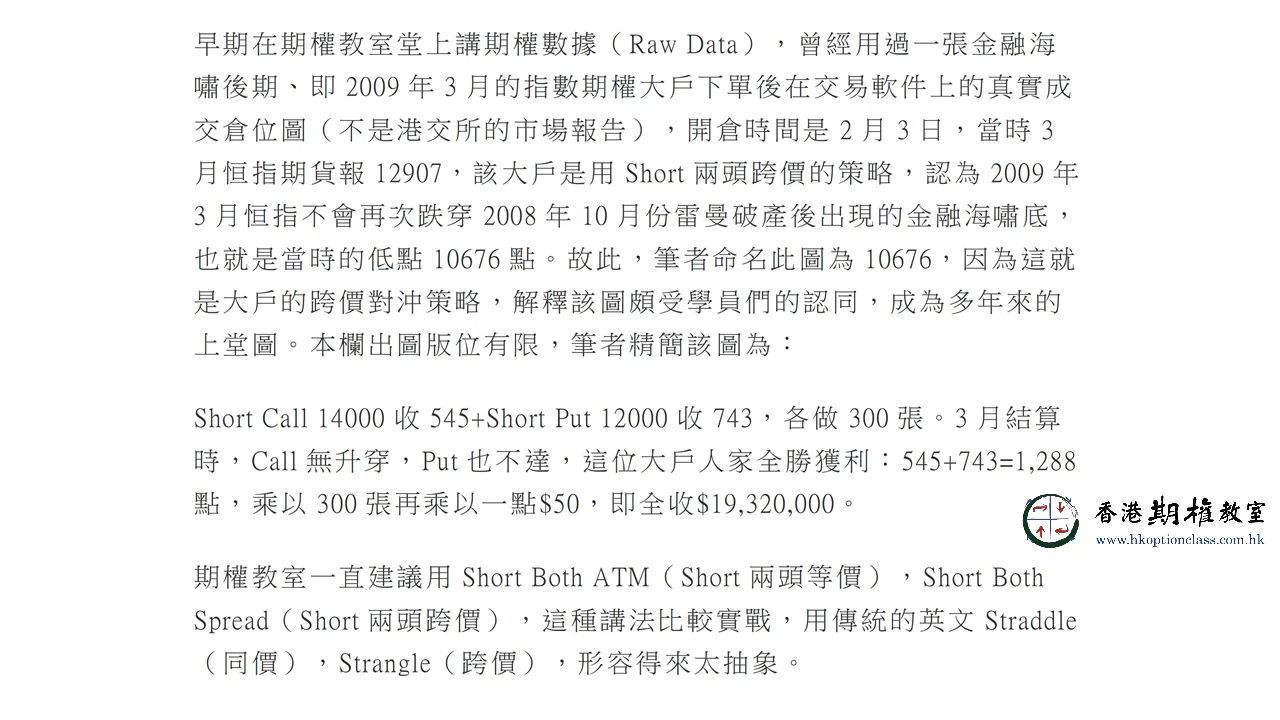 早期在期權教室堂上講期權數據（Raw Data），曾經用過一張金融海
嘯後期、即 2009 年 3 月的指數期權大戶下單後在交易軟件上的真實成
交倉位圖（不是港交所的市場報告），開倉時間是 2 月 3 日，當時 3
月恒指期貨報 12907，該大戶是用 Short 兩頭跨價的策略，認為 2009 年
3 月恒指不會再次跌穿 2008 年 10 月份雷曼破產後出現的金融海嘯底，
也就是當時的低點 10676 點。故此，筆者命名此圖為 10676，因為這就
是大戶的跨價對沖策略，解釋該圖頗受學員們的認同，成為多年來的
上堂圖。本欄出圖版位有限，筆者精簡該圖為：
Short Call 14000 收 545+Short Put 12000 收 743，各做 300 張。3 月結算
時，Call 無升穿，Put 也不達，這位大戶人家全勝獲利：545+743=1,288
點，乘以 300 張再乘以一點$50，即全收$19,320,000。
香港期權教室
www.hkoptionclass.com.hk
期權教室一直建議用 Short Both ATM（Short 兩頭等價），Short Both
Spread（Short 兩頭跨價），這種講法比較實戰，用傳統的英文 Straddle
（同價），Strangle（跨價），形容得來太抽象。